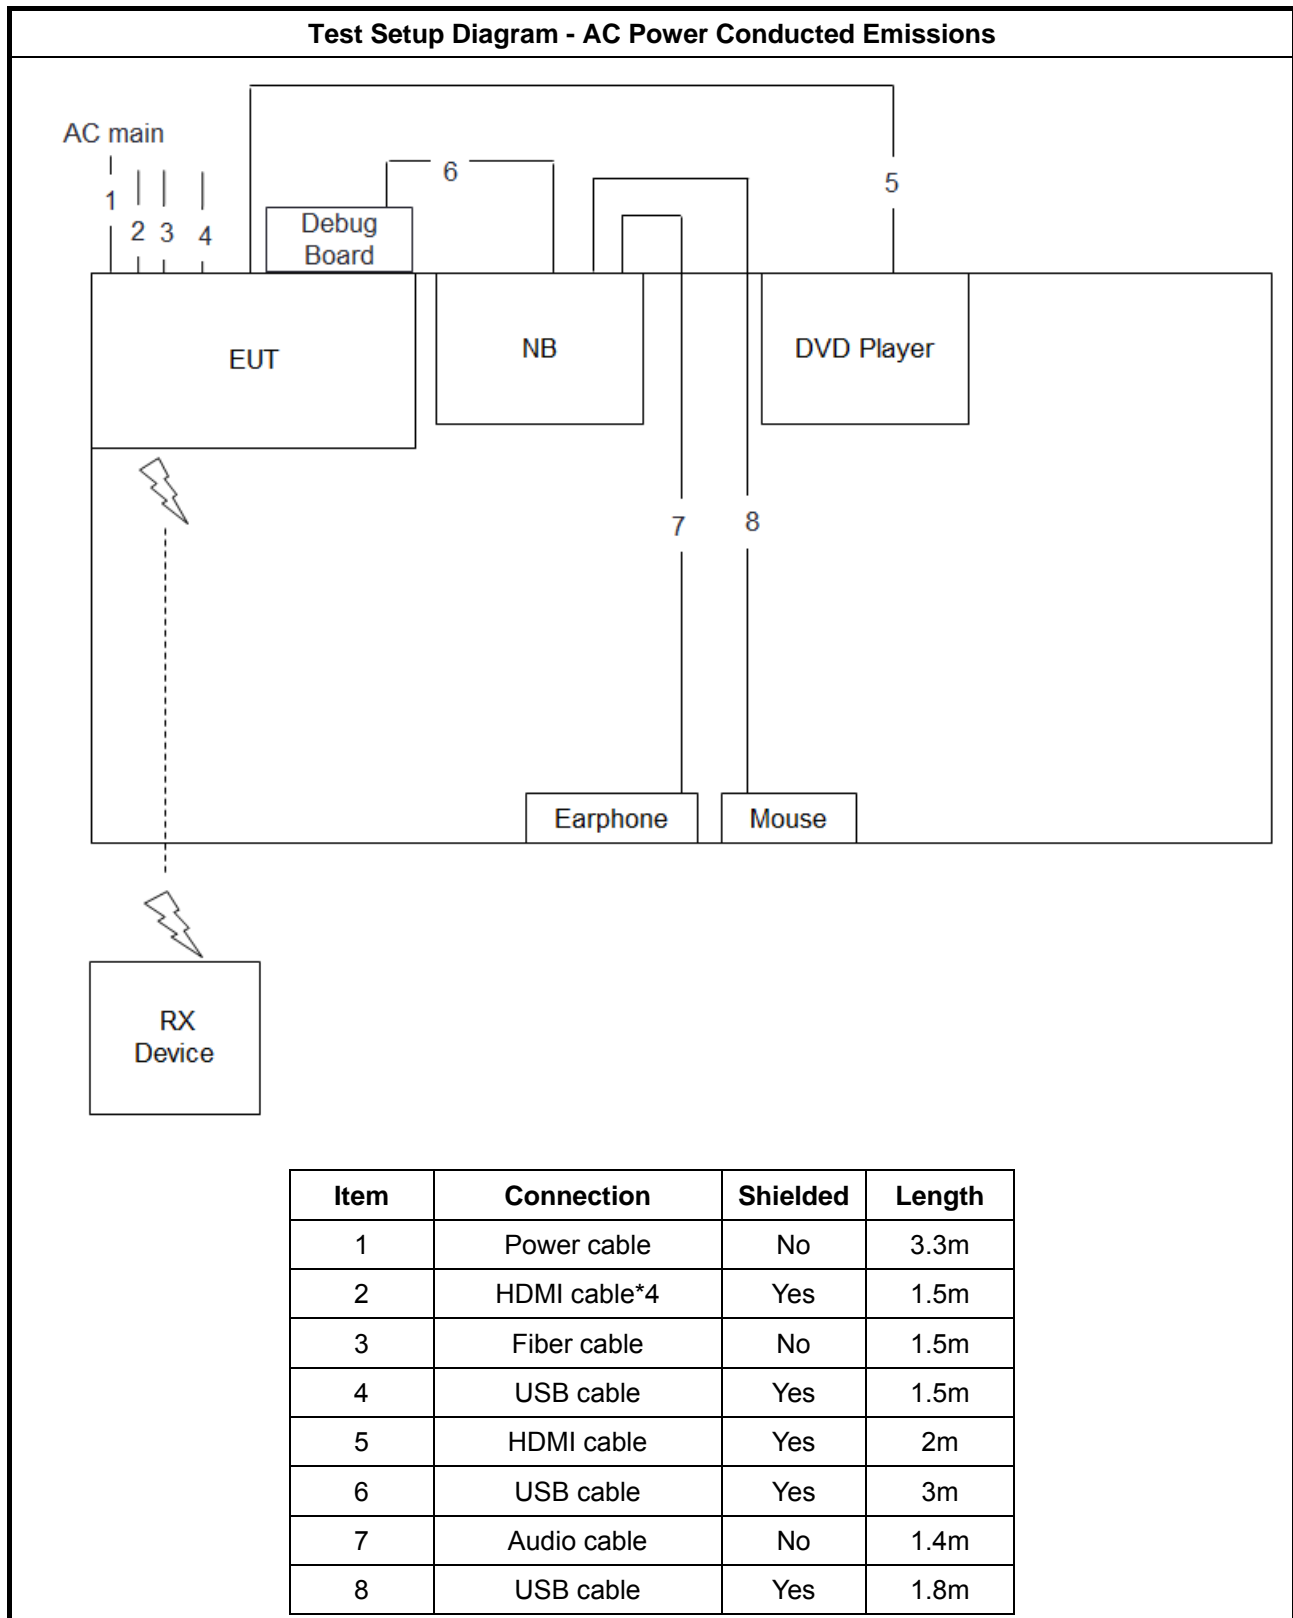 Test Setup Diagram - AC Power Conducted Emissions
AC main
1
2
3
4
5
6
Debug
Board
EUT
NB
DVD Player
7
8
Earphone
Mouse
RX
Device
Item Connection Shielded Length
1 Power cable No 3.3m
2 HDMI cable*4 Yes 1.5m
3 Fiber cable No 1.5m
4 USB cable Yes 1.5m
5 HDMI cable Yes 2m
6 USB cable Yes 3m
7 Audio cable No 1.4m
8 USB cable Yes 1.8m